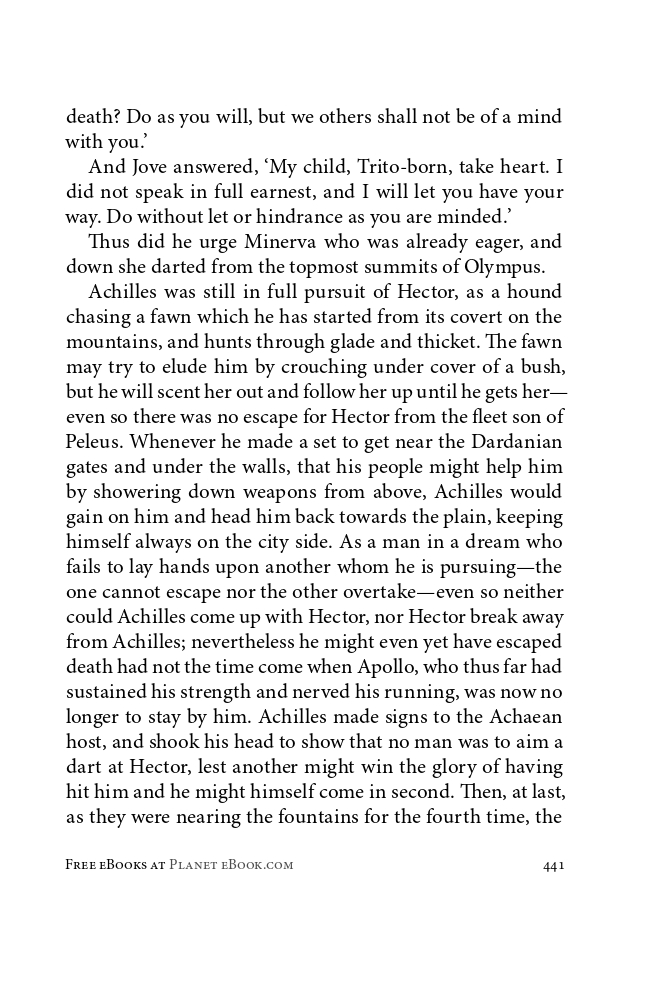 death? Do as you will, but we others shall not be of a mind
with you.’
And Jove answered, ‘My child, Trito-born, take heart. I
did not speak in full earnest, and I will let you have your
way. Do without let or hindrance as you are minded.’
Thus did he urge Minerva who was already eager, and
down she darted from the topmost summits of Olympus.
Achilles was still in full pursuit of Hector, as a hound
chasing a fawn which he has started from its covert on the
mountains, and hunts through glade and thicket. The fawn
may try to elude him by crouching under cover of a bush,
but he will scent her out and follow her up until he gets her—
even so there was no escape for Hector from the fleet son of
Peleus. Whenever he made a set to get near the Dardanian
gates and under the walls, that his people might help him
by showering down weapons from above, Achilles would
gain on him and head him back towards the plain, keeping
himself always on the city side. As a man in a dream who
fails to lay hands upon another whom he is pursuing—the
one cannot escape nor the other overtake—even so neither
could Achilles come up with Hector, nor Hector break away
from Achilles; nevertheless he might even yet have escaped
death had not the time come when Apollo, who thus far had
sustained his strength and nerved his running, was now no
longer to stay by him. Achilles made signs to the Achaean
host, and shook his head to show that no man was to aim a
dart at Hector, lest another might win the glory of having
hit him and he might himself come in second. Then, at last,
as they were nearing the fountains for the fourth time, the
Free eBooks at Planet eBook.com 441